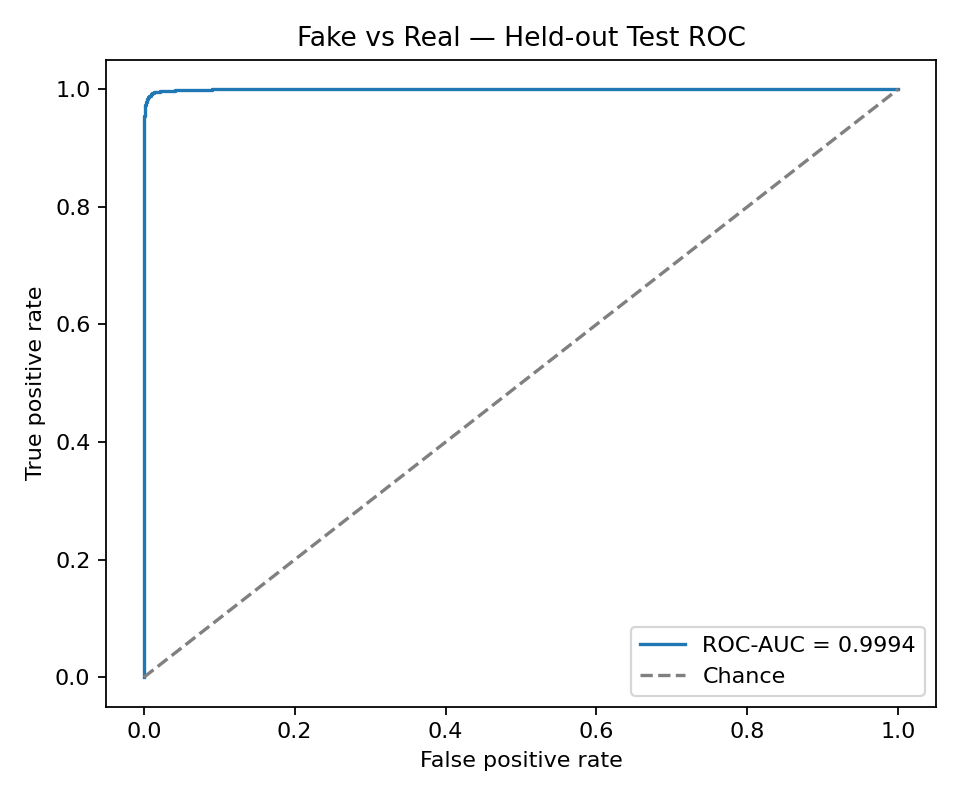 Fake vs Real — Held-out Test ROC
1.0
0.8
0.6
0.4
0.2
0.0
True positive rate
ROC-AUC = 0.9994
Chance
0.0 0.2 0.4 0.6 0.8 1.0
False positive rate